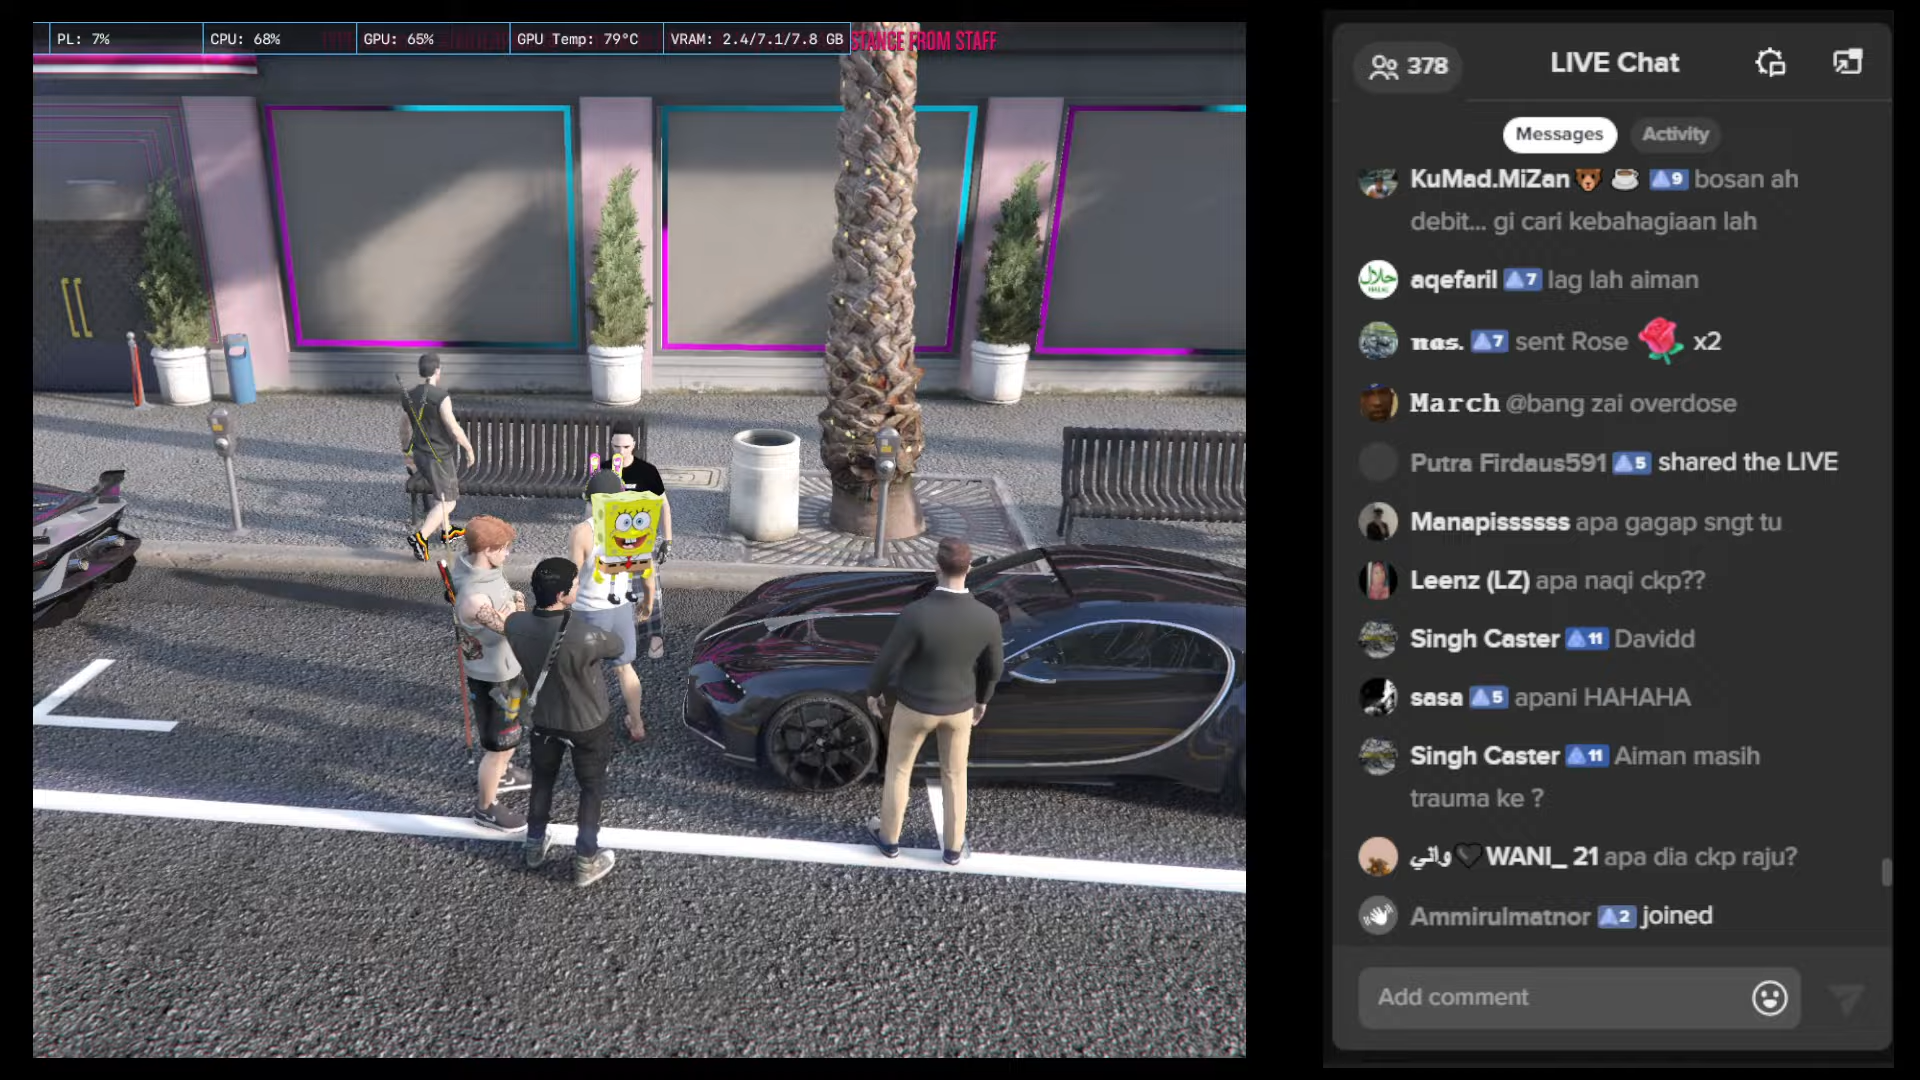 PL: 7%
CPU: 68%
GPU: 65%
GPU Temp: 79°C
VRAM: 2.4/7.1/7.8 GB
STANCE FROM STAFF
378
LIVE Chat
Messages
Activity
KuMad.MiZan🐻 ☕ 9 bosan ah
debit... gi cari kebahagiaan lah
aqefaril 7 lag lah aiman
nas. 7 sent Rose 🌹 x2
March @bang zai overdose
Putra Firdaus591 5 shared the LIVE
Manapissssss apa gagap sngt tu
Leenz (LZ) apa naqi ckp??
Singh Caster 11 Davidd
sasa 5 apani HAHAHA
Singh Caster 11 Aiman masih
trauma ke ?
واني🖤WANI_ 21 apa dia ckp raju?
Ammirulmatnor 2 joined
Add comment